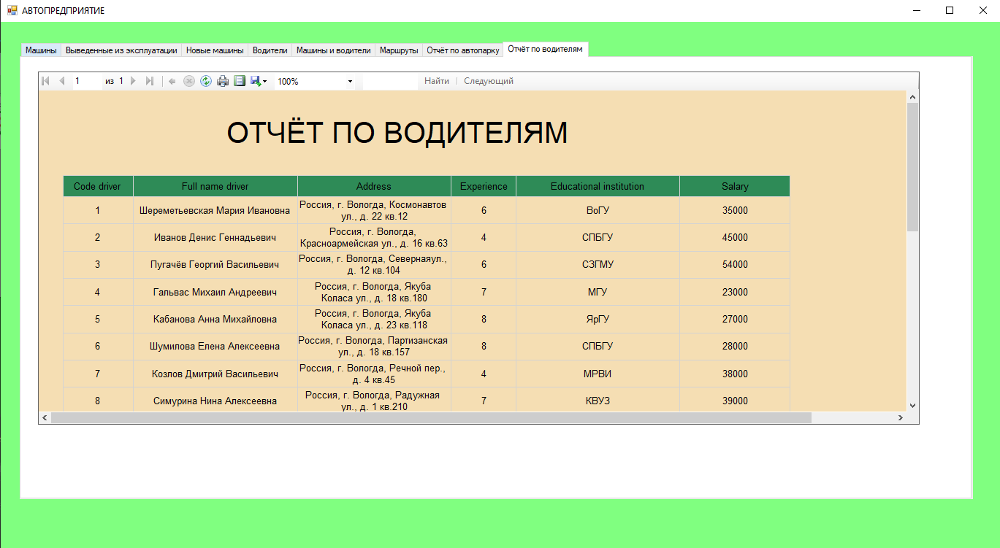 АВТОПРЕДПРИЯТИЕ
Машины Выведенные из эксплуатации Новые машины Водители Машины и водители Маршруты Отчёт по автопарку Отчёт по водителям
1 из 1 100% Найти | Следующий
ОТЧЁТ ПО ВОДИТЕЛЯМ
Code driver Full name driver Address Experience Educational institution Salary
1 Шереметьевская Мария Ивановна Россия, г. Вологда, Космонавтов 6 ВоГУ 35000
ул., д. 22 кв.12
2 Иванов Денис Геннадьевич Россия, г. Вологда, 4 СПБГУ 45000
Красноармейская ул., д. 16 кв.63
3 Пугачёв Георгий Васильевич Россия, г. Вологда, Севернаяул., 6 СЗГМУ 54000
д. 12 кв.104
4 Гальвас Михаил Андреевич Россия, г. Вологда, Якуба 7 МГУ 23000
Коласа ул., д. 18 кв.180
5 Кабанова Анна Михайловна Россия, г. Вологда, Якуба 8 ЯрГУ 27000
Коласа ул., д. 23 кв.118
6 Шумилова Елена Алексеевна Россия, г. Вологда, Партизанская 8 СПБГУ 28000
ул., д. 18 кв.157
7 Козлов Дмитрий Васильевич Россия, г. Вологда, Речной пер., 4 МРВИ 38000
д. 4 кв.45
8 Симурина Нина Алексеевна Россия, г. Вологда, Радужная 7 КВУЗ 39000
ул., д. 1 кв.210